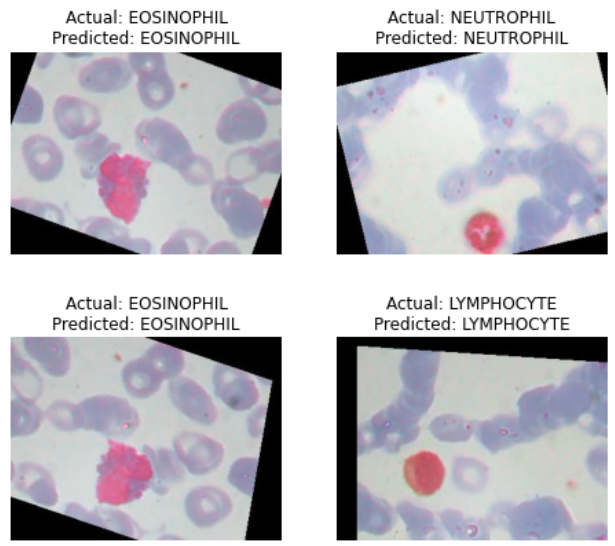 Actual: EOSINOPHIL
Predicted: EOSINOPHIL
Actual: NEUTROPHIL
Predicted: NEUTROPHIL
Actual: EOSINOPHIL
Predicted: EOSINOPHIL
Actual: LYMPHOCYTE
Predicted: LYMPHOCYTE